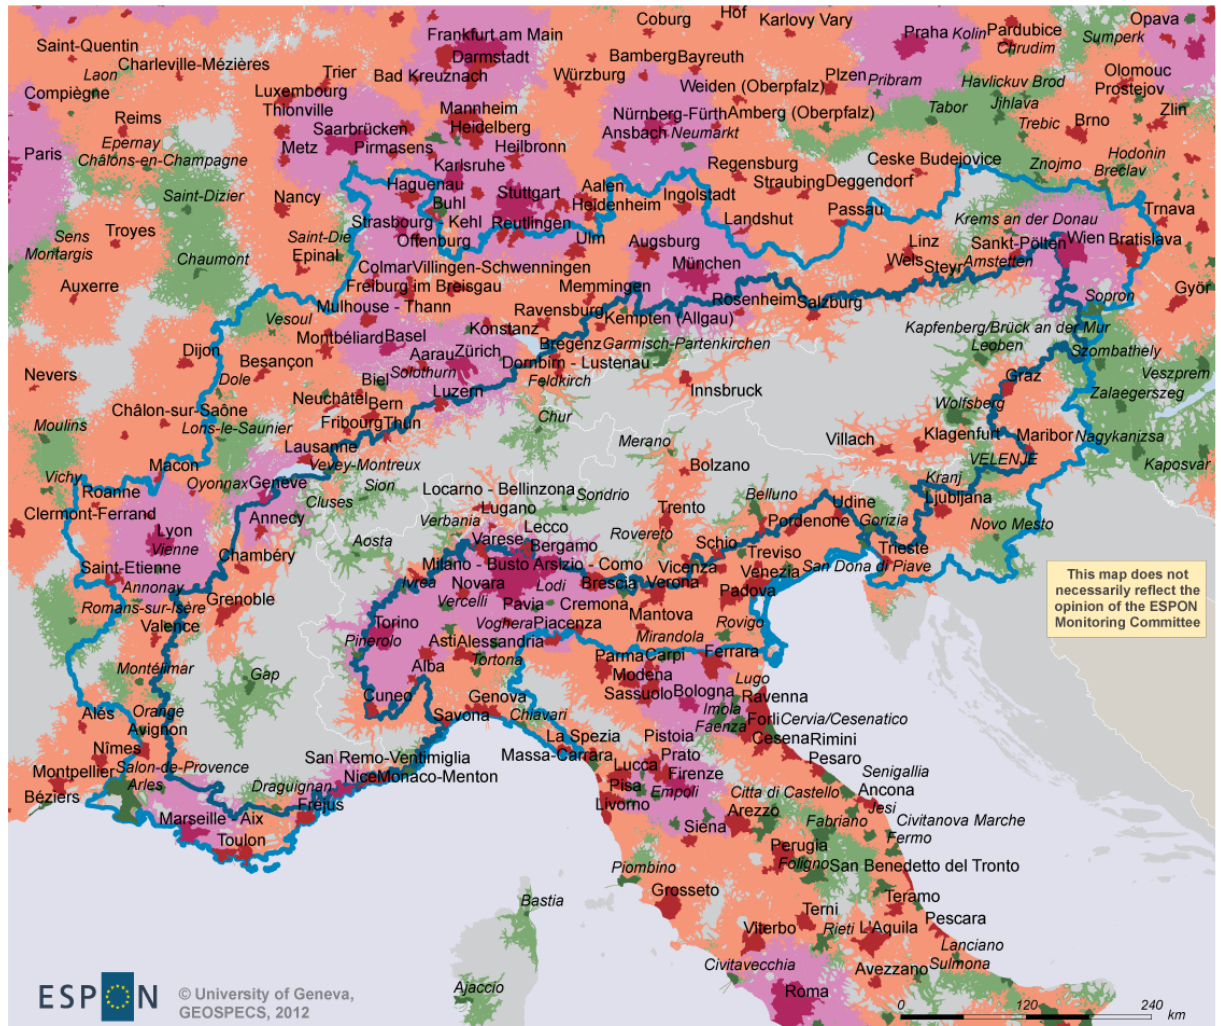 Coburg
Hof
Karlovy Vary
Praha
Kolin
Pardubice
Chrudim
Sumperk
Opava
Saint-Quentin
Laon
Charleville-Mézières
Compiègne
Trier
Frankfurt am Main
Darmstadt
Bad Kreuznach
Würzburg
Bamberg
Bayreuth
Weiden (Oberpfalz)
Plzen
Pribram
Havlickuv Brod
Olomouc
Prostejov
Luxembourg
Thionville
Mannheim
Heidelberg
Nürnberg-Fürth
Amberg (Oberpfalz)
Ansbach
Neumarkt
Tabor
Jihlava
Trebic
Brno
Zlin
Reims
Epernay
Châlons-en-Champagne
Paris
Saarbrücken
Metz
Pirmasens
Heilbronn
Karlsruhe
Regensburg
Straubing
Deggendorf
Ceske Budejovice
Znojmo
Hodonin
Breclav
Saint-Dizier
Nancy
Haguenau
Buhl
Stuttgart
Aalen
Heidenheim
Ingolstadt
Landshut
Passau
Krems an der Donau
Trnava
Sens
Montargis
Troyes
Chaumont
Saint-Die
Epinal
Strasbourg - Kehl
Offenburg
Reutlingen
Ulm
Augsburg
München
Linz
Wels
Steyr
Sankt-Pölten
Amstetten
Wien
Bratislava
Auxerre
Colmar
Villingen-Schwenningen
Freiburg im Breisgau
Memmingen
Mulhouse - Thann
Ravensburg
Kempten (Allgau)
Rosenheim
Salzburg
Sopron
Györ
Vesoul
Montbéliard
Basel
Konstanz
Bregenz
Garmisch-Partenkirchen
Kapfenberg/Brück an der Mur
Leoben
Szombathely
Veszprem
Dijon
Besançon
Dole
Aarau
Zürich
Solothurn
Biel
Dornbirn - Lustenau
Feldkirch
Innsbruck
Graz
Zalaegerszeg
Nevers
Neuchâtel
Bern
Luzern
Chur
Wolfsberg
Moulins
Châlon-sur-Saône
Lons-le-Saunier
Fribourg
Thun
Lausanne
Merano
Villach
Klagenfurt
Maribor
Nagykanizsa
VELENJE
Kaposvar
Vichy
Macon
Roanne
Oyonnax
Geneve
Vevey-Montreux
Cluses
Sion
Bolzano
Kranj
Ljubljana
Clermont-Ferrand
Annecy
Locarno - Bellinzona
Lugano
Sondrio
Verbania
Trento
Belluno
Udine
Novo Mesto
Lyon
Vienne
Aosta
Varese
Lecco
Bergamo
Rovereto
Schio
Pordenone
Gorizia
Trieste
Saint-Etienne
Chambéry
Annonay
Ivrea
Milano - Busto Arsizio - Como
Novara
Lodi
Brescia
Vicenza
Verona
Treviso
Venezia
San Dona di Piave
Romans-sur-Isère
Grenoble
Valence
Vercelli
Pavia
Cremona
Padova
Torino
Pinerolo
Voghera
Piacenza
Mantova
Rovigo
Asti
Alessandria
Mirandola
Montélimar
Gap
Alba
Tortona
Parma
Carpi
Ferrara
Modena
Lugo
Alés
Orange
Avignon
Cuneo
Genova
Savona
Chiavari
Sassuolo
Bologna
Imola
Faenza
Ravenna
Forli
Cervia/Cesenatico
Nîmes
San Remo-Ventimiglia
La Spezia
Massa-Carrara
Pistoia
Prato
Cesena
Rimini
Pesaro
Montpellier
Salon-de-Provence
Arles
Béziers
Draguignan
Nice
Monaco-Menton
Fréjus
Lucca
Firenze
Pisa
Empoli
Livorno
Citta di Castello
Senigallia
Ancona
Marseille - Aix
Toulon
Siena
Arezzo
Jesi
Fabriano
Civitanova Marche
Fermo
Piombino
Perugia
Foligno
San Benedetto del Tronto
Grosseto
Teramo
Bastia
Terni
Viterbo
Rieti
L'Aquila
Pescara
Lanciano
Civitavecchia
Avezzano
Sulmona
Ajaccio
Roma
This map does not
necessarily reflect the
opinion of the ESPON
Monitoring Committee
ESPON
© University of Geneva,
GEOSPECS, 2012
0 120 240
km